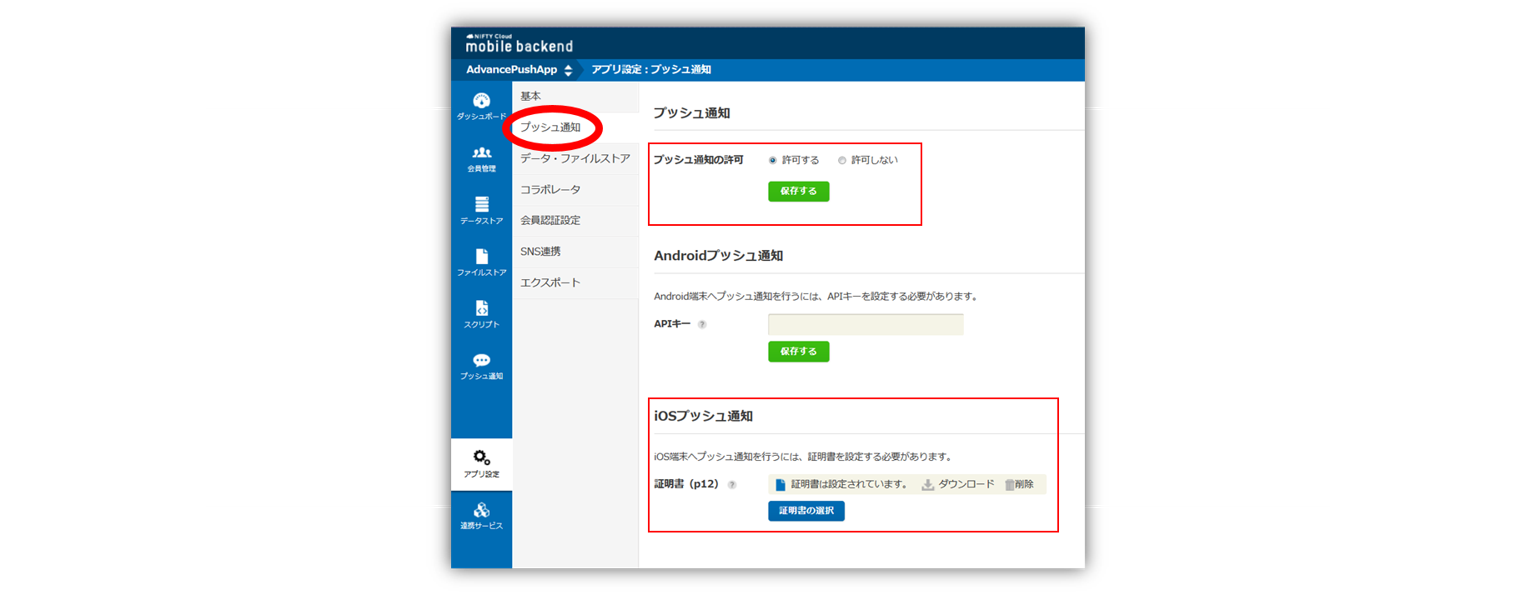 NIFTY Cloud
mobile backend
AdvancePushApp
アプリ設定：プッシュ通知
ダッシュボード
会員管理
データストア
ファイルストア
スクリプト
プッシュ通知
アプリ設定
連携サービス
基本
プッシュ通知
データ・ファイルストア
コラボレータ
会員認証設定
SNS連携
エクスポート
プッシュ通知
プッシュ通知の許可 許可する 許可しない
保存する
Androidプッシュ通知
Android端末へプッシュ通知を行うには、APIキーを設定する必要があります。
APIキー ?
保存する
iOSプッシュ通知
iOS端末へプッシュ通知を行うには、証明書を設定する必要があります。
証明書（p12） ? 証明書は設定されています。 ダウンロード 削除
証明書の選択